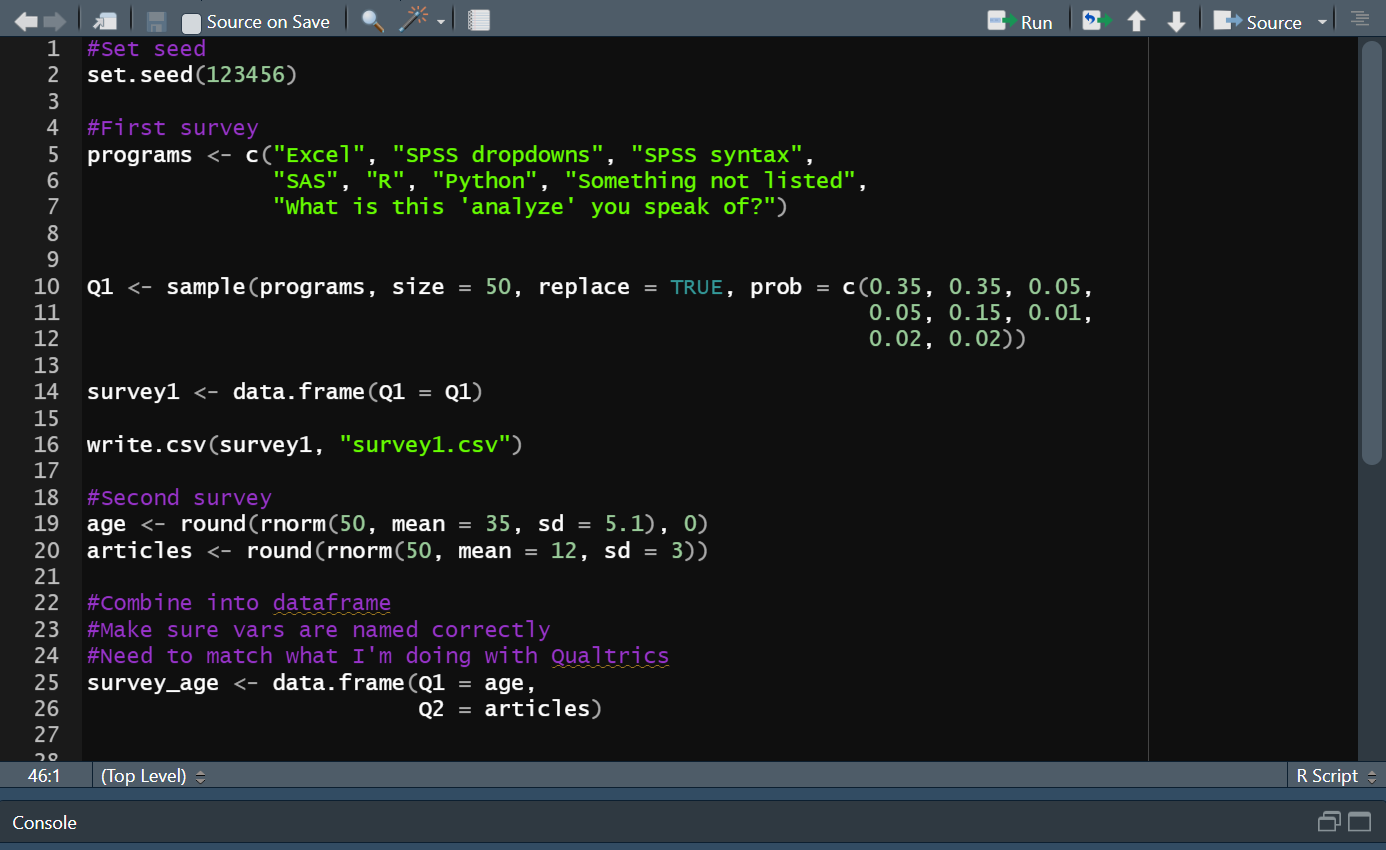 Source on Save Run Source
1 #Set seed
2 set.seed(123456)
3
4 #First survey
5 programs <- c("Excel", "SPSS dropdowns", "SPSS syntax",
6 "SAS", "R", "Python", "Something not listed",
7 "What is this 'analyze' you speak of?")
8
9
10 Q1 <- sample(programs, size = 50, replace = TRUE, prob = c(0.35, 0.35, 0.05,
11 0.05, 0.15, 0.01,
12 0.02, 0.02))
13
14 survey1 <- data.frame(Q1 = Q1)
15
16 write.csv(survey1, "survey1.csv")
17
18 #Second survey
19 age <- round(rnorm(50, mean = 35, sd = 5.1), 0)
20 articles <- round(rnorm(50, mean = 12, sd = 3))
21
22 #Combine into dataframe
23 #Make sure vars are named correctly
24 #Need to match what I'm doing with Qualtrics
25 survey_age <- data.frame(Q1 = age,
26 Q2 = articles)
27
28
46:1 (Top Level) R Script
Console